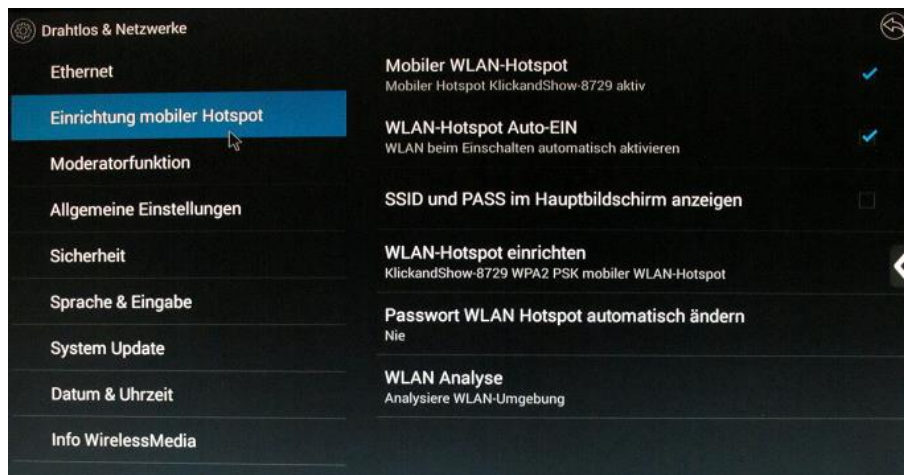 Drahtlos & Netzwerke
Ethernet
Einrichtung mobiler Hotspot
Moderatorfunktion
Allgemeine Einstellungen
Sicherheit
Sprache & Eingabe
System Update
Datum & Uhrzeit
Info WirelessMedia
Mobiler WLAN-Hotspot
Mobiler Hotspot KlickandShow-8729 aktiv
WLAN-Hotspot Auto-EIN
WLAN beim Einschalten automatisch aktivieren
SSID und PASS im Hauptbildschirm anzeigen
WLAN-Hotspot einrichten
KlickandShow-8729 WPA2 PSK mobiler WLAN-Hotspot
Passwort WLAN Hotspot automatisch ändern
Nie
WLAN Analyse
Analysiere WLAN-Umgebung